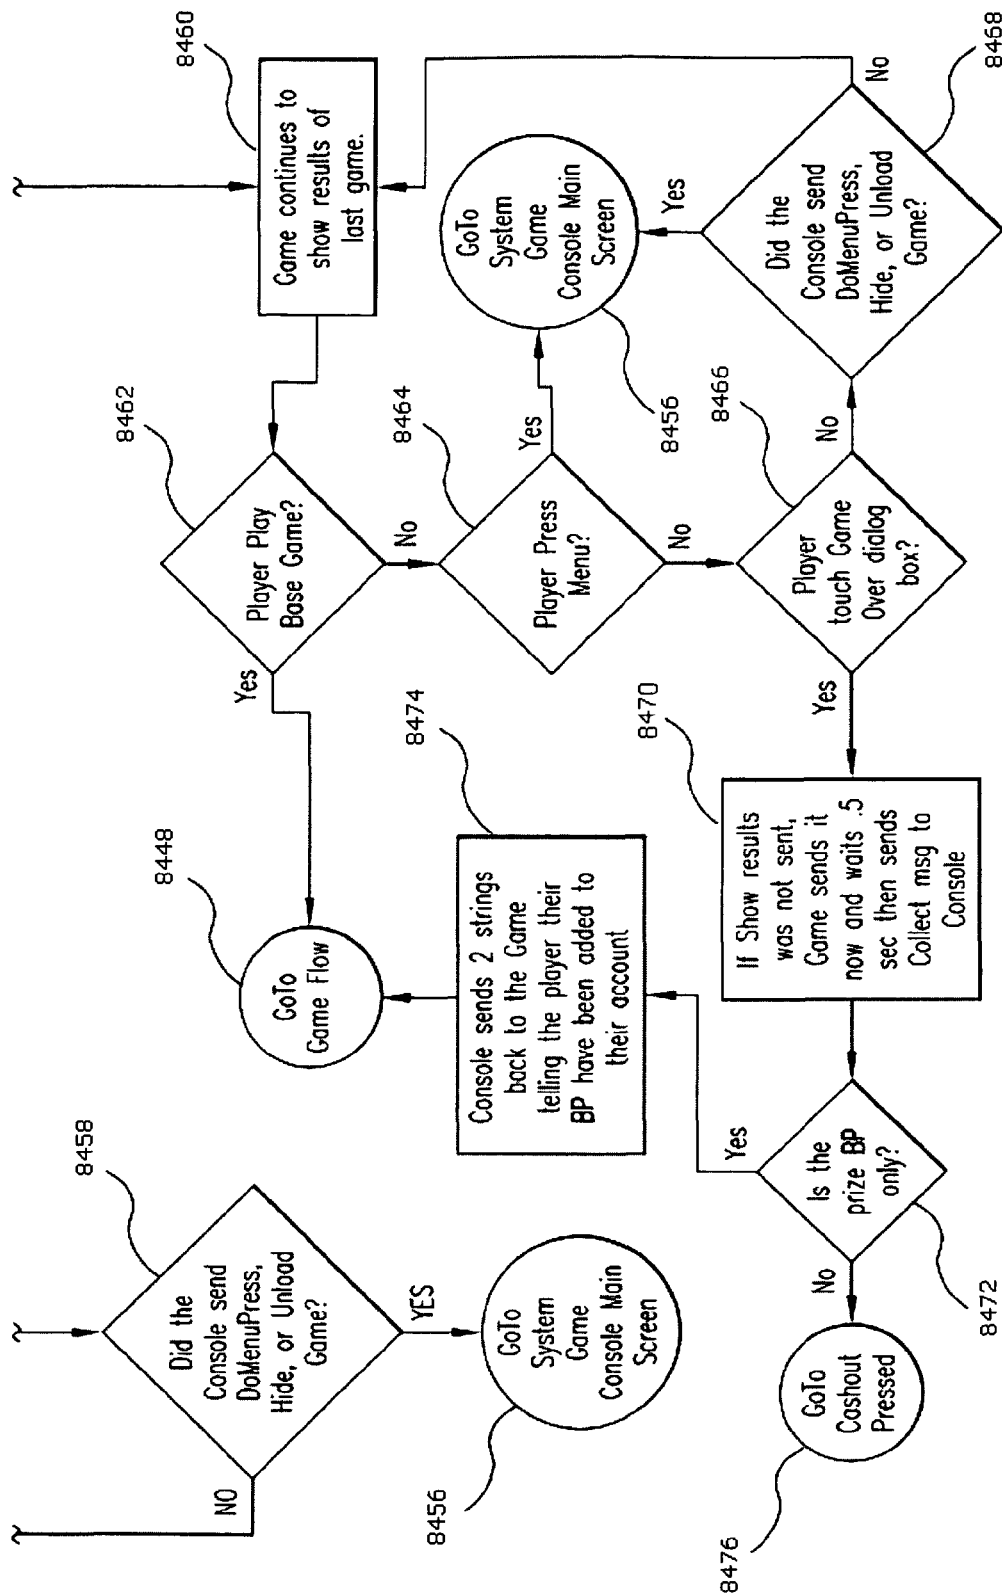 8460
Game continues to
show results of
last game.
8462
Player Play
Base Game?
Yes
No
8464
Player Press
Menu?
Yes
No
GoTo
System
Game
Console Main
Screen
8456
8466
Player
touch Game
Over dialog
box?
Yes
No
8468
Did the
Console send
DoMenuPress,
Hide, or Unload
Game?
Yes
No
8448
GoTo
Game Flow
8474
Console sends 2 strings
back to the Game
telling the player their
BP have been added to
their account
8470
If Show results
was not sent,
Game sends it
now and waits .5
sec then sends
Collect msg to
Console
Is the
prize BP
only?
Yes
No
8472
GoTo
Cashout
Pressed
8476
8458
Did the
Console send
DoMenuPress,
Hide, or Unload
Game?
NO
YES
GoTo
System
Game
Console Main
Screen
8456